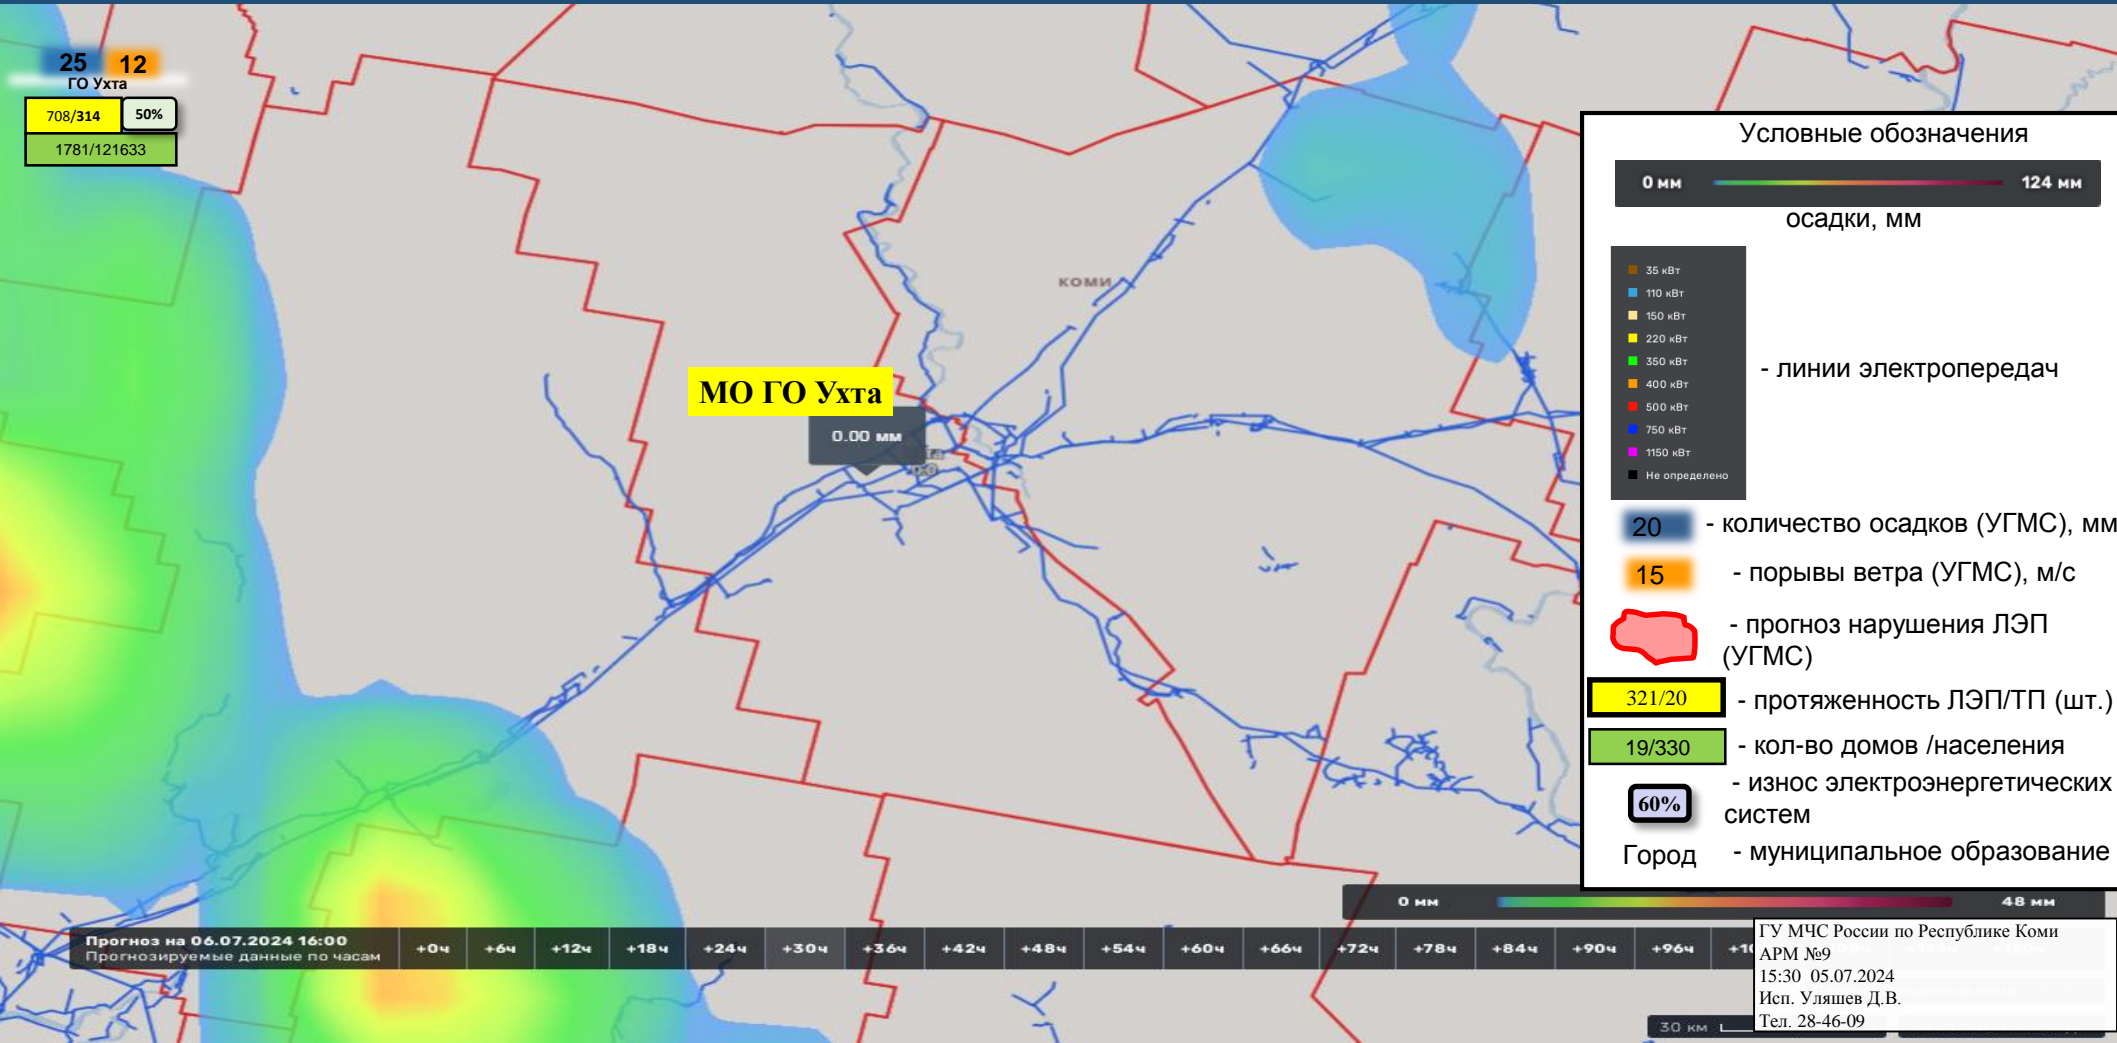 25 12
ГО Ухта
708/314 50%
1781/121633
КОМИ
МО ГО Ухта
0.00 мм
Условные обозначения
0 мм 124 мм
осадки, мм
35 кВт
110 кВт
150 кВт
220 кВт
350 кВт
400 кВт
500 кВт
750 кВт
1150 кВт
Не определено
- линии электропередач
20 - количество осадков (УГМС), мм
15 - порывы ветра (УГМС), м/с
- прогноз нарушения ЛЭП
(УГМС)
321/20 - протяженность ЛЭП/ТП (шт.)
19/330 - кол-во домов /населения
60% - износ электроэнергетических
систем
Город - муниципальное образование
0 мм 48 мм
Прогноз на 06.07.2024 16:00
Прогнозируемые данные по часам
+0ч +6ч +12ч +18ч +24ч +30ч +36ч +42ч +48ч +54ч +60ч +66ч +72ч +78ч +84ч +90ч +96ч
ГУ МЧС России по Республике Коми
АРМ №9
15:30 05.07.2024
Исп. Уляшев Д.В.
Тел. 28-46-09
30 км